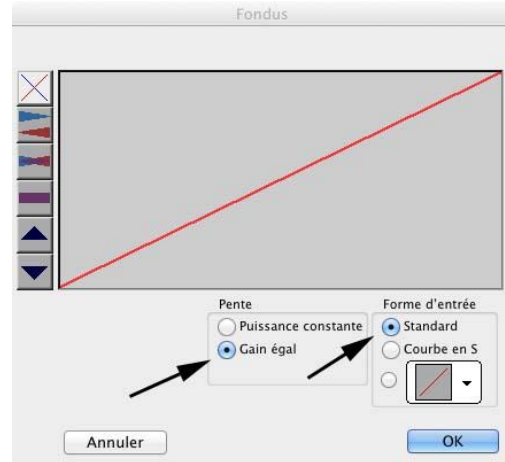 Fondus
Pente
Puissance constante
Gain égal
Forme d'entrée
Standard
Courbe en S
Annuler
OK